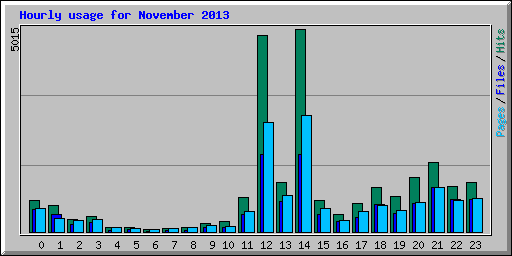 Hourly usage for November 2013
5015
Pages/Files/Hits
0 1 2 3 4 5 6 7 8 9 10 11 12 13 14 15 16 17 18 19 20 21 22 23